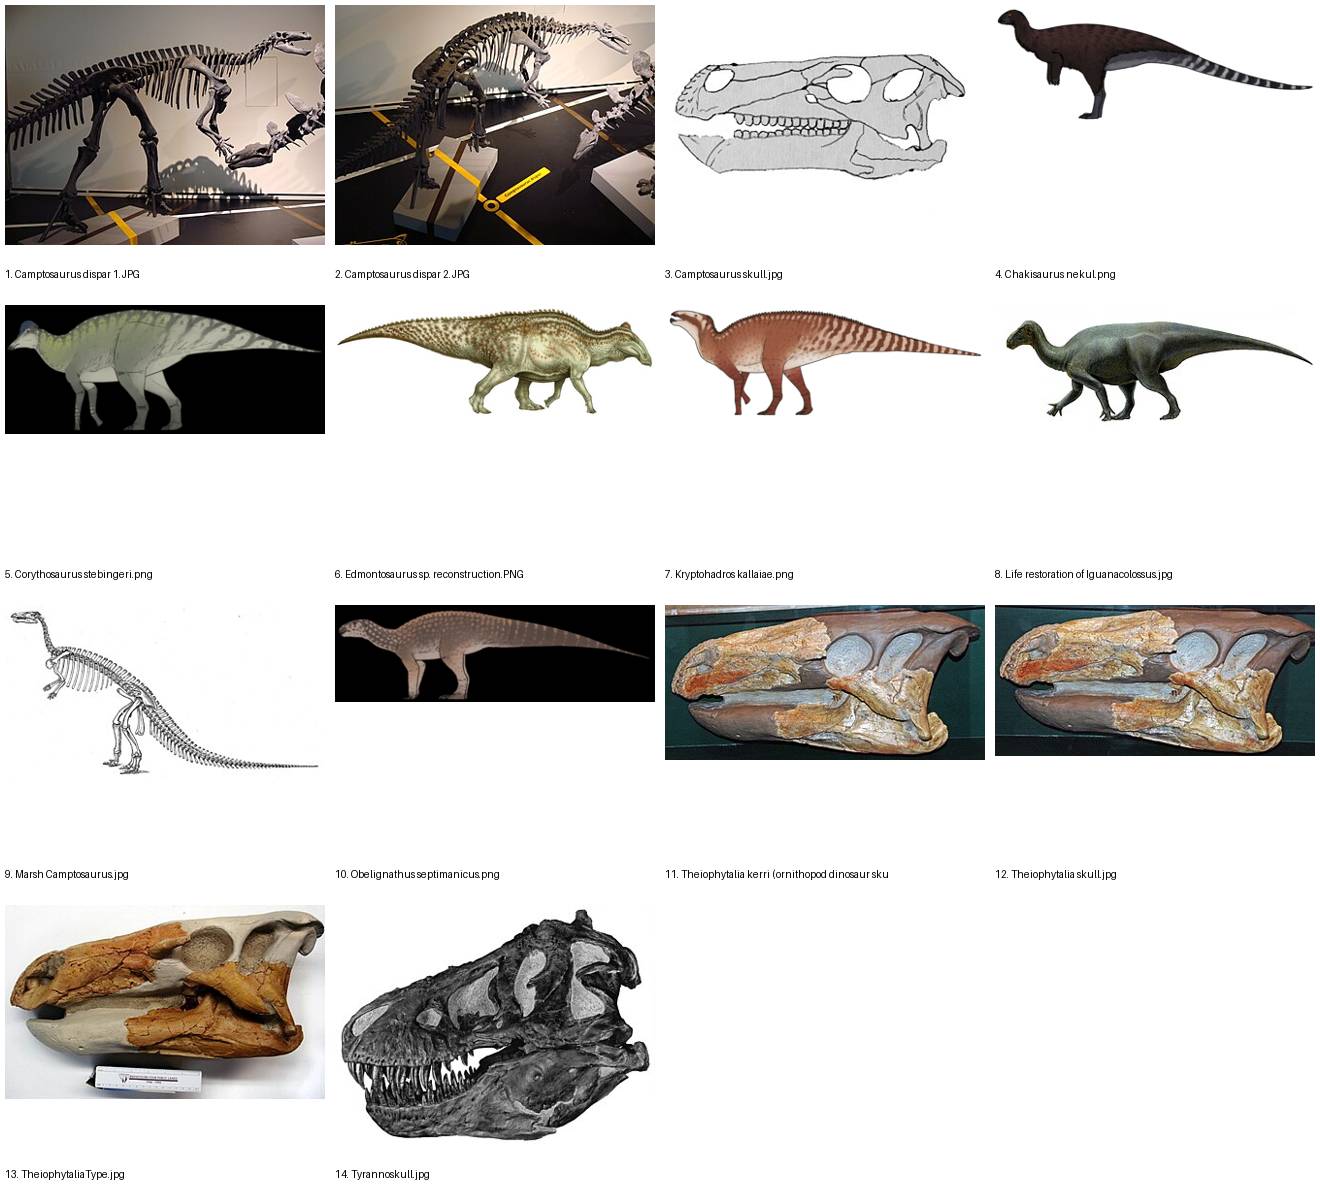 1. Camptosaurus dispar 1.JPG
2. Camptosaurus dispar 2.JPG
3. Camptosaurus skull.jpg
4. Chakisaurus nekul.png
5. Corythosaurus stebingeri.png
6. Edmontosaurus sp. reconstruction.PNG
7. Kryptohadros kallaiae.png
8. Life restoration of Iguanacolossus.jpg
9. Marsh Camptosaurus.jpg
10. Obelignathus septimanicus.png
11. Theiophytalia kerri (ornithopod dinosaur sku
12. Theiophytalia skull.jpg
13. TheiophytaliaType.jpg
14. Tyrannoskull.jpg